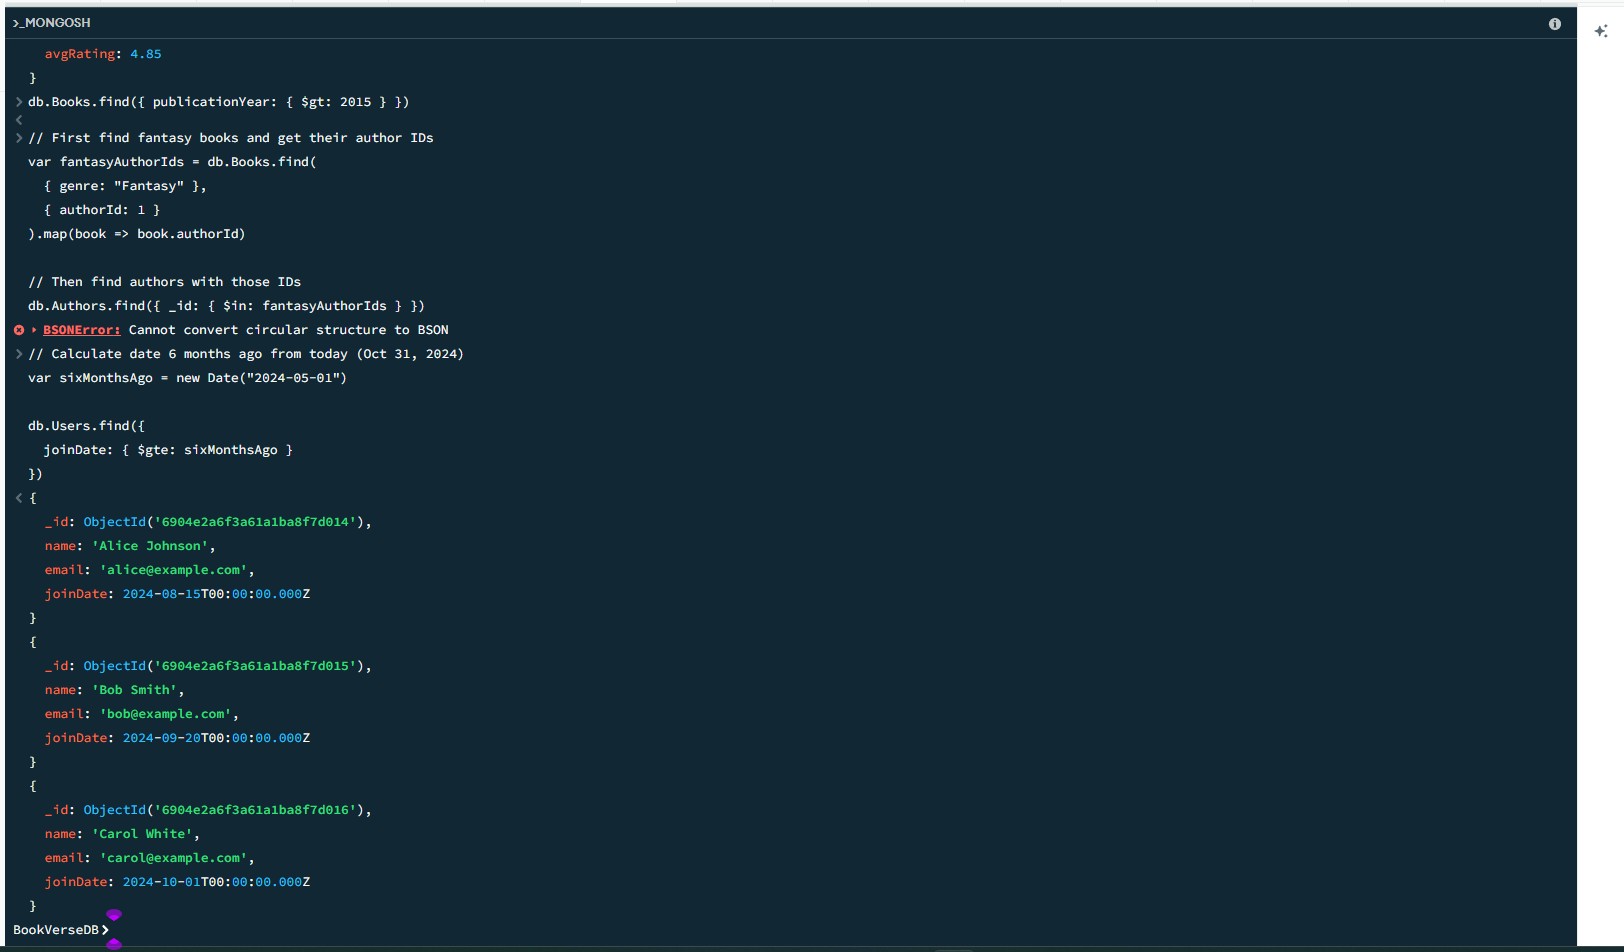 >_MONGOSH
avgRating: 4.85
}
> db.Books.find({ publicationYear: { $gt: 2015 } })
<
> // First find fantasy books and get their author IDs
var fantasyAuthorIds = db.Books.find(
{ genre: "Fantasy" },
{ authorId: 1 }
).map(book => book.authorId)
// Then find authors with those IDs
db.Authors.find({ _id: { $in: fantasyAuthorIds } })
BSONError: Cannot convert circular structure to BSON
> // Calculate date 6 months ago from today (Oct 31, 2024)
var sixMonthsAgo = new Date("2024-05-01")
db.Users.find({
joinDate: { $gte: sixMonthsAgo }
})
< {
_id: ObjectId('6904e2a6f3a61a1ba8f7d014'),
name: 'Alice Johnson',
email: 'alice@example.com',
joinDate: 2024-08-15T00:00:00.000Z
}
{
_id: ObjectId('6904e2a6f3a61a1ba8f7d015'),
name: 'Bob Smith',
email: 'bob@example.com',
joinDate: 2024-09-20T00:00:00.000Z
}
{
_id: ObjectId('6904e2a6f3a61a1ba8f7d016'),
name: 'Carol White',
email: 'carol@example.com',
joinDate: 2024-10-01T00:00:00.000Z
}
BookVerseDB>